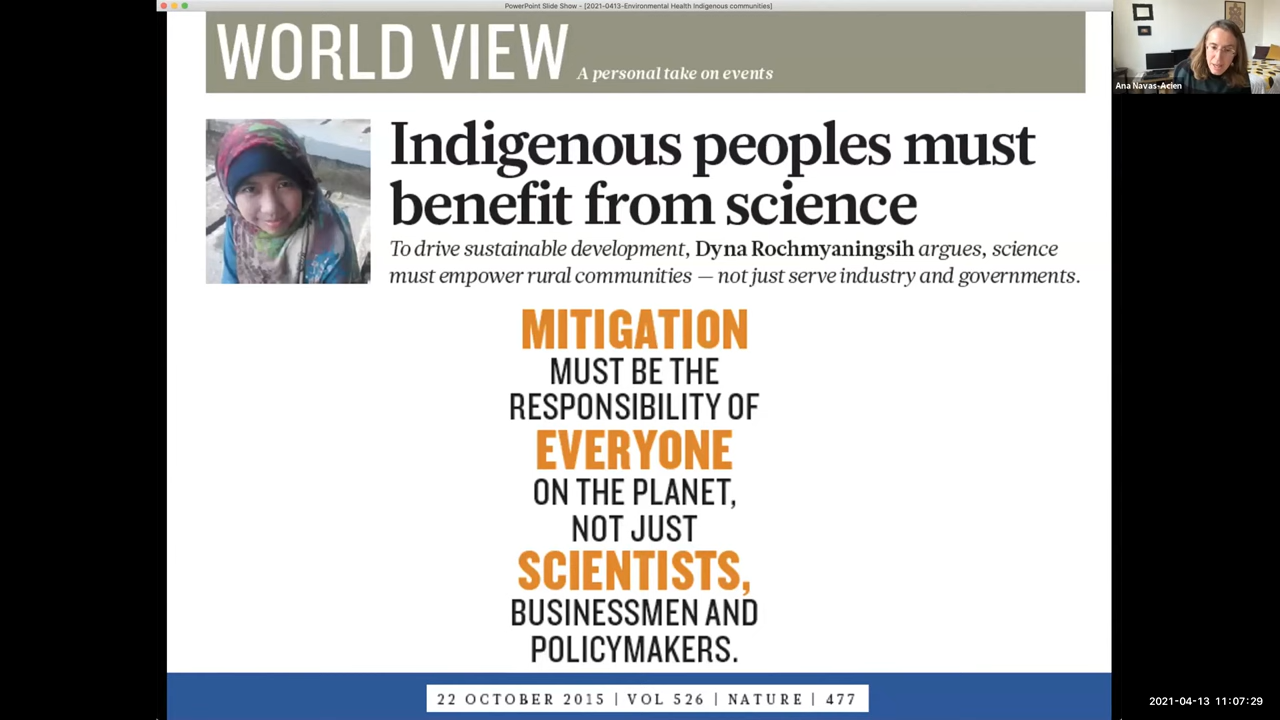 PowerPoint Slide Show - [2021-0413-Environmental Health Indigenous communities]
WORLD VIEW A personal take on events
Indigenous peoples must
benefit from science
To drive sustainable development, Dyna Rochmyaningsih argues, science
must empower rural communities — not just serve industry and governments.
MITIGATION
MUST BE THE
RESPONSIBILITY OF
EVERYONE
ON THE PLANET,
NOT JUST
SCIENTISTS,
BUSINESSMEN AND
POLICYMAKERS.
22 OCTOBER 2015 | VOL 526 | NATURE | 477
Ana Navas-Acien
2021-04-13 11:07:29